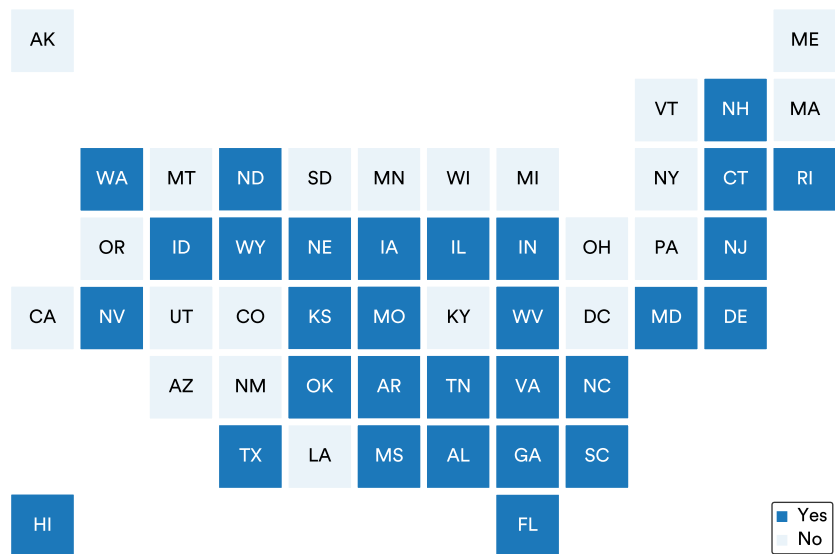 AK ME
VT NH MA
WA MT ND SD MN WI MI NY CT RI
OR ID WY NE IA IL IN OH PA NJ
CA NV UT CO KS MO KY WV DC MD DE
AZ NM OK AR TN VA NC
TX LA MS AL GA SC
HI FL
Yes
No